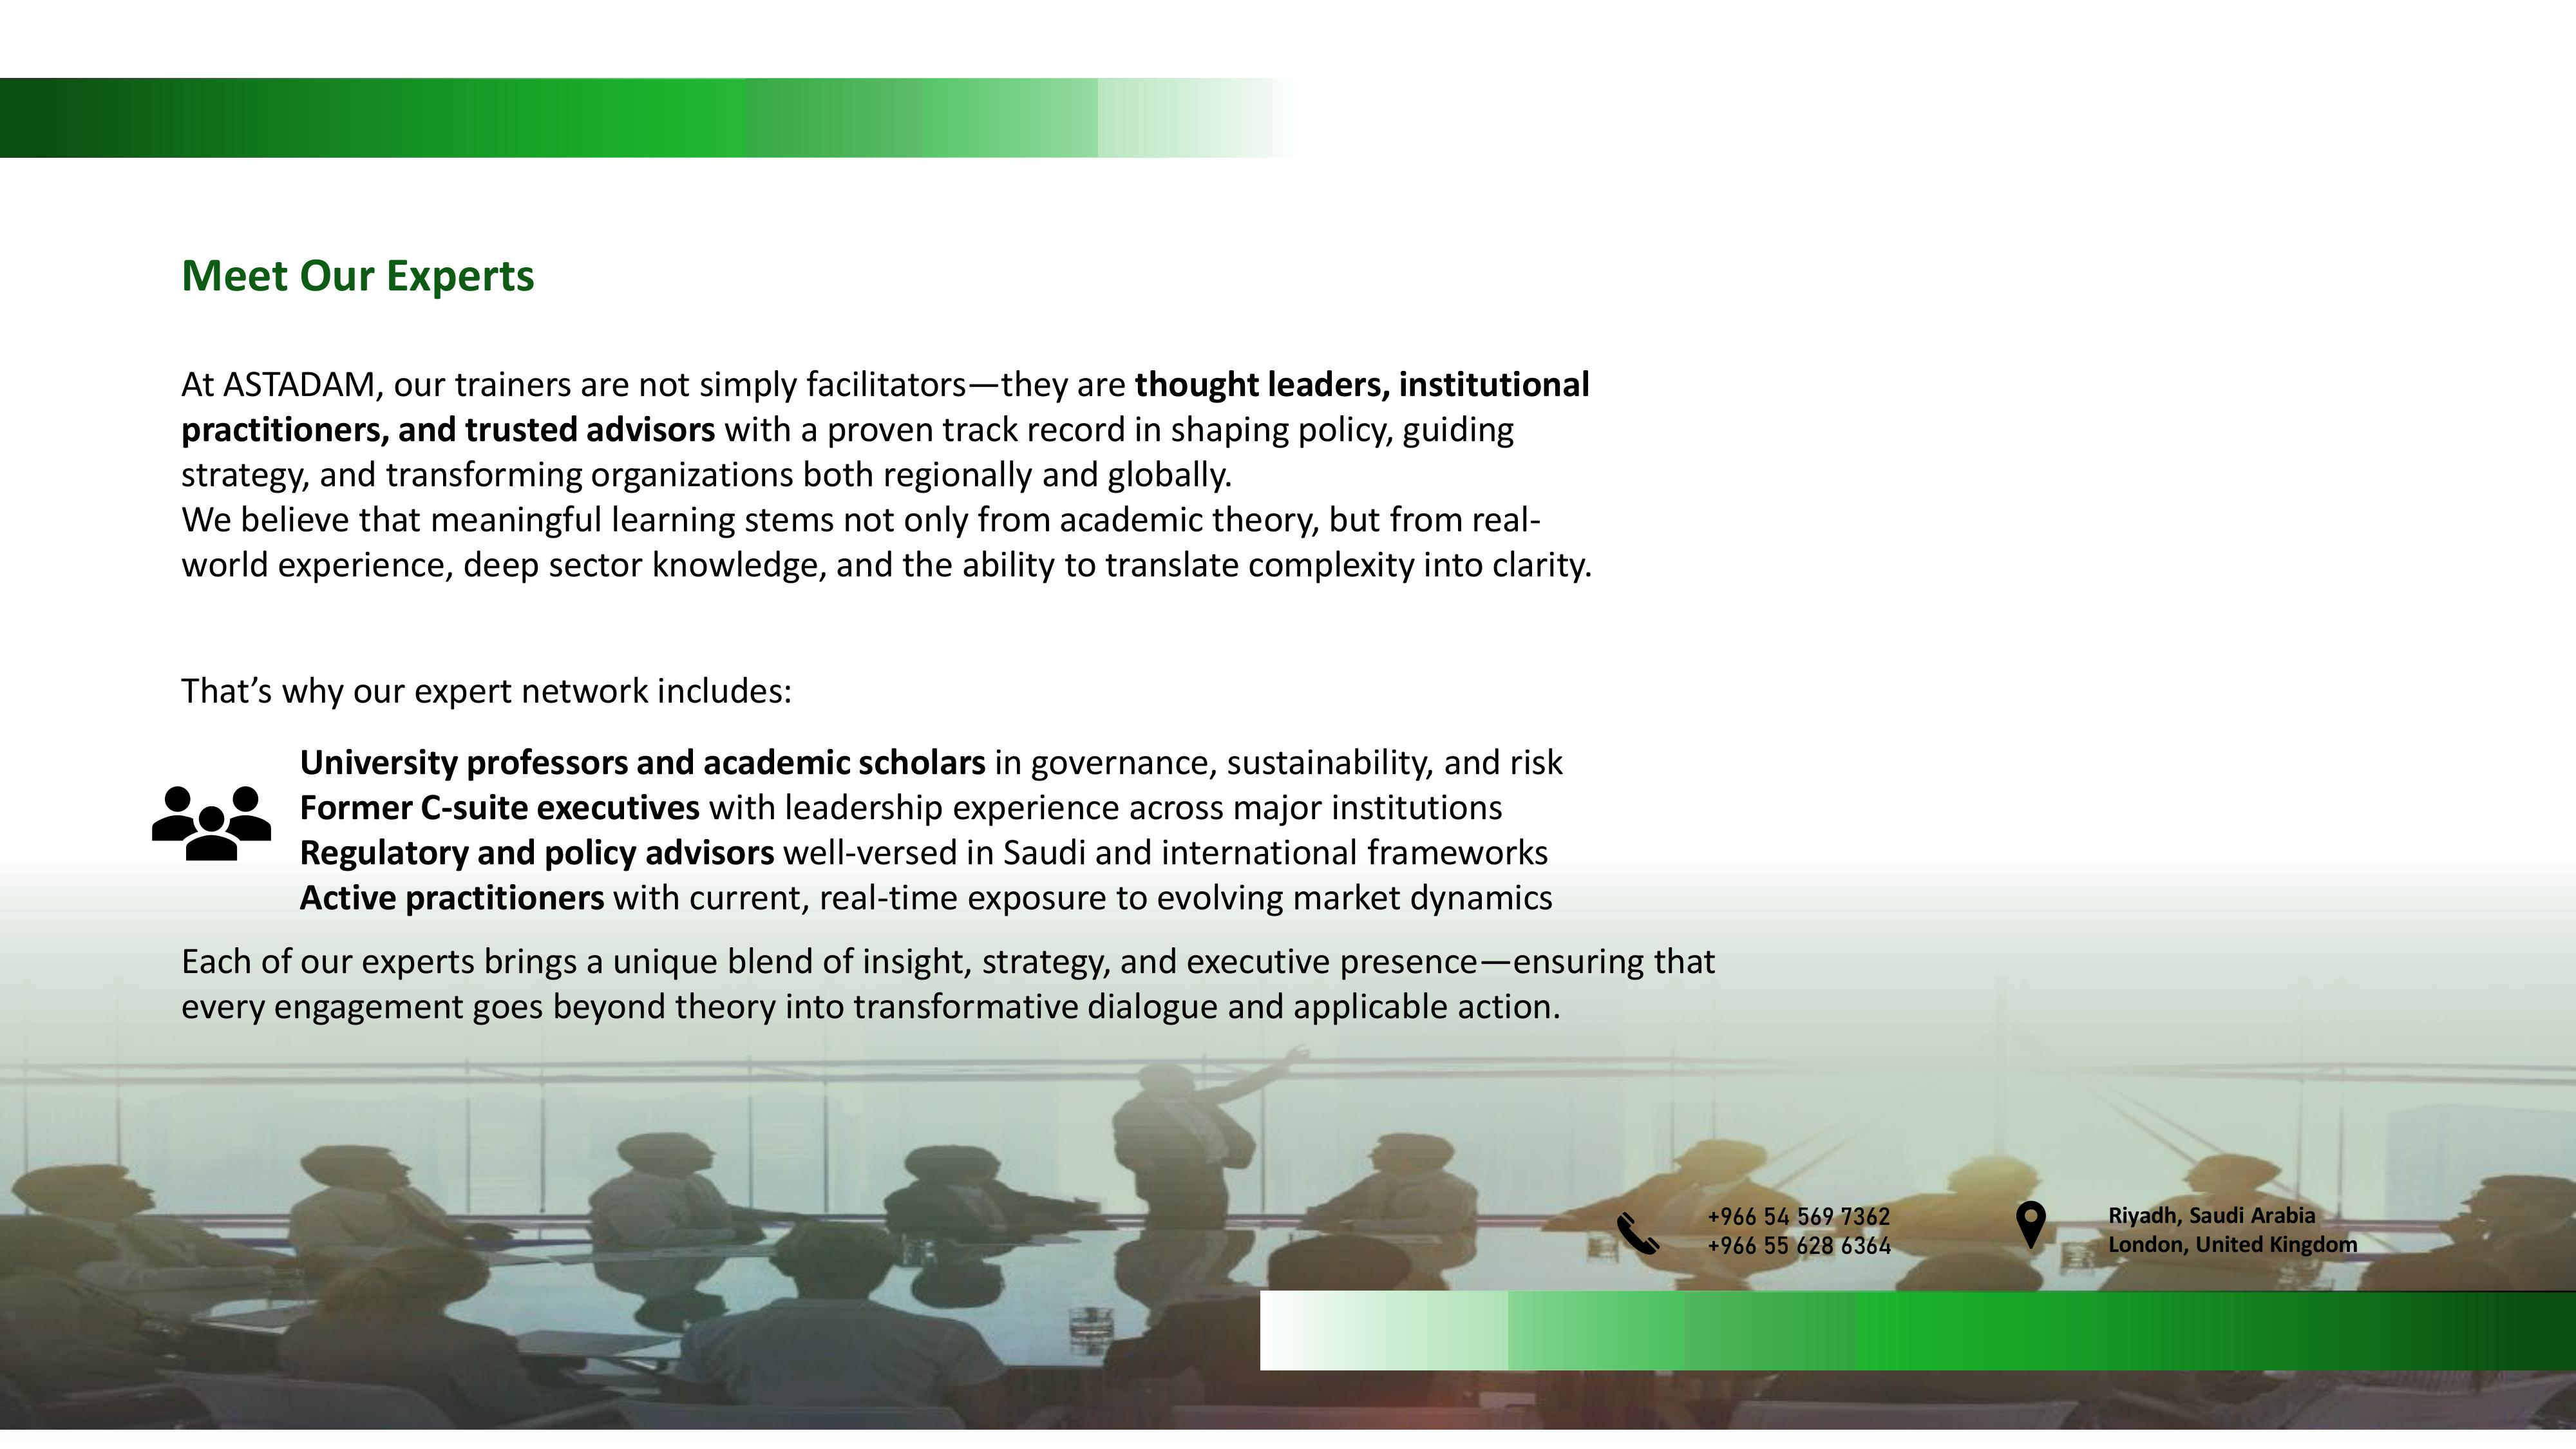 Meet Our Experts
At ASTADAM, our trainers are not simply facilitators—they are thought leaders, institutional
practitioners, and trusted advisors with a proven track record in shaping policy, guiding
strategy, and transforming organizations both regionally and globally.
We believe that meaningful learning stems not only from academic theory, but from real-
world experience, deep sector knowledge, and the ability to translate complexity into clarity.
That’s why our expert network includes:
University professors and academic scholars in governance, sustainability, and risk
Former C-suite executives with leadership experience across major institutions
Regulatory and policy advisors well-versed in Saudi and international frameworks
Active practitioners with current, real-time exposure to evolving market dynamics
Each of our experts brings a unique blend of insight, strategy, and executive presence—ensuring that
every engagement goes beyond theory into transformative dialogue and applicable action.
+966 54 569 7362
+966 55 628 6364
Riyadh, Saudi Arabia
London, United Kingdom